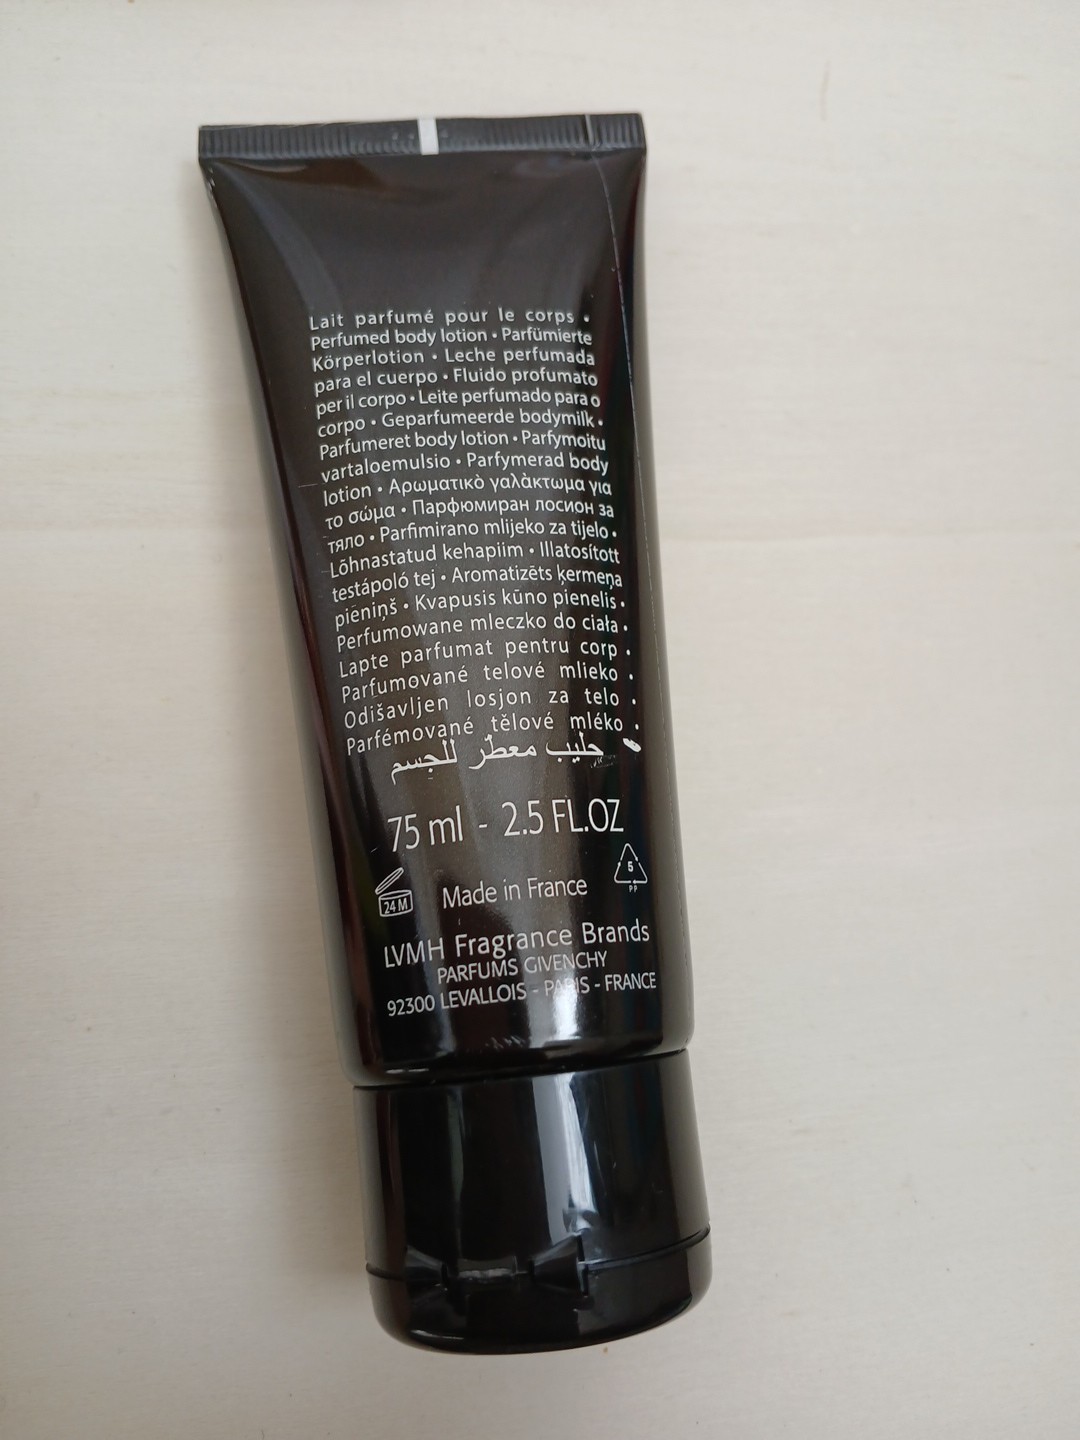 Lait parfumé pour le corps •
Perfumed body lotion • Parfümierte
Körperlotion • Leche perfumada
para el cuerpo • Fluido profumato
per il corpo • Leite perfumado para o
corpo • Geparfumeerde bodymilk •
Parfumeret body lotion • Parfymoitu
vartaloemulsio • Parfymerad body
lotion • Αρωματικὸ γαλὰκτωμα για
το σώμα • Парфюмиран лосион за
тяло • Parfimirano mlijeko za tijelo •
Lõhnastatud kehapiim • Illatosított
testápoló tej • Aromatizēts ķermeņa
pieniņš • Kvapusis kūno pienelis •
Perfumowane mleczko do ciała •
Lapte parfumat pentru corp •
Parfumované telové mlieko •
Odišavljen losjon za telo •
Parfémované tělové mléko •
حليب معطر للجسم
75 ml - 2.5 FL.OZ
24 M
Made in France
5
PP
LVMH Fragrance Brands
PARFUMS GIVENCHY
92300 LEVALLOIS - PARIS - FRANCE